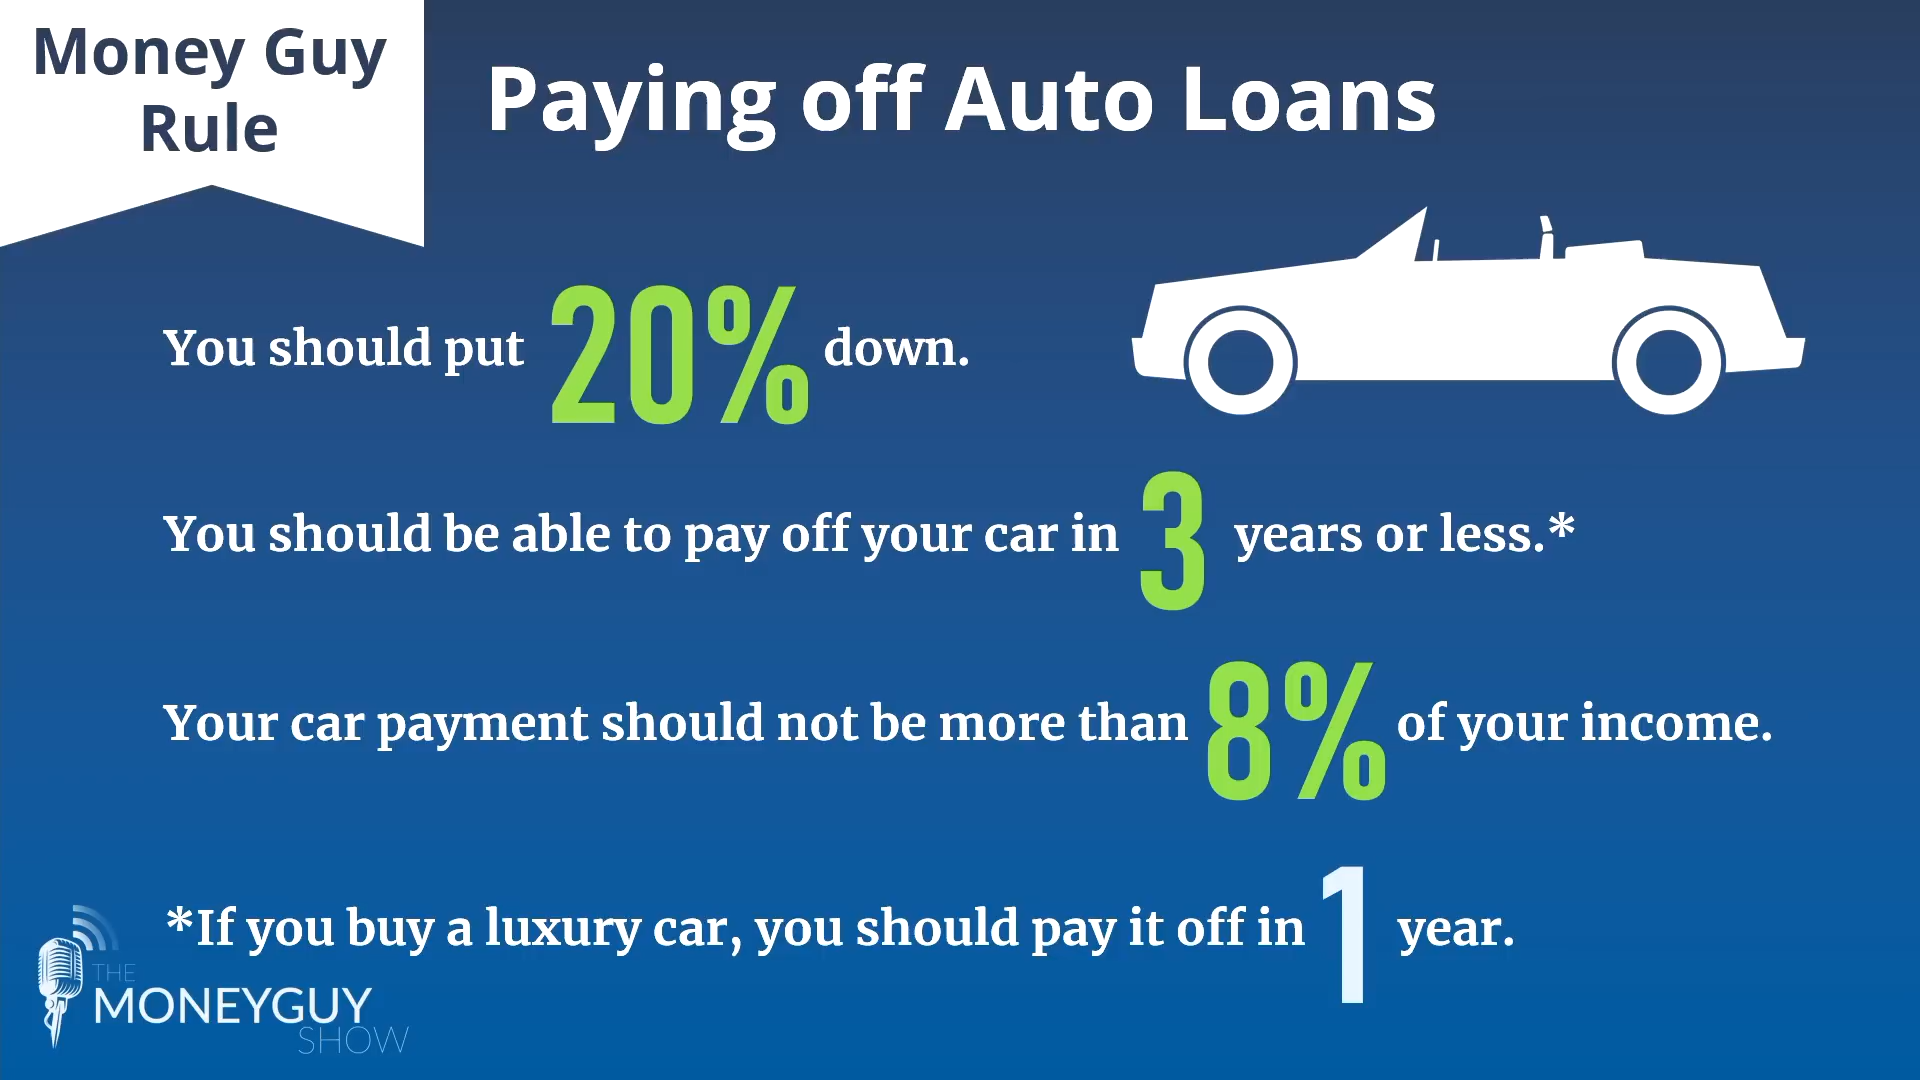 Money Guy
Rule
Paying off Auto Loans
You should put 20% down.
You should be able to pay off your car in 3 years or less.*
Your car payment should not be more than 8% of your income.
*If you buy a luxury car, you should pay it off in 1 year.
THE
MONEYGUY
SHOW